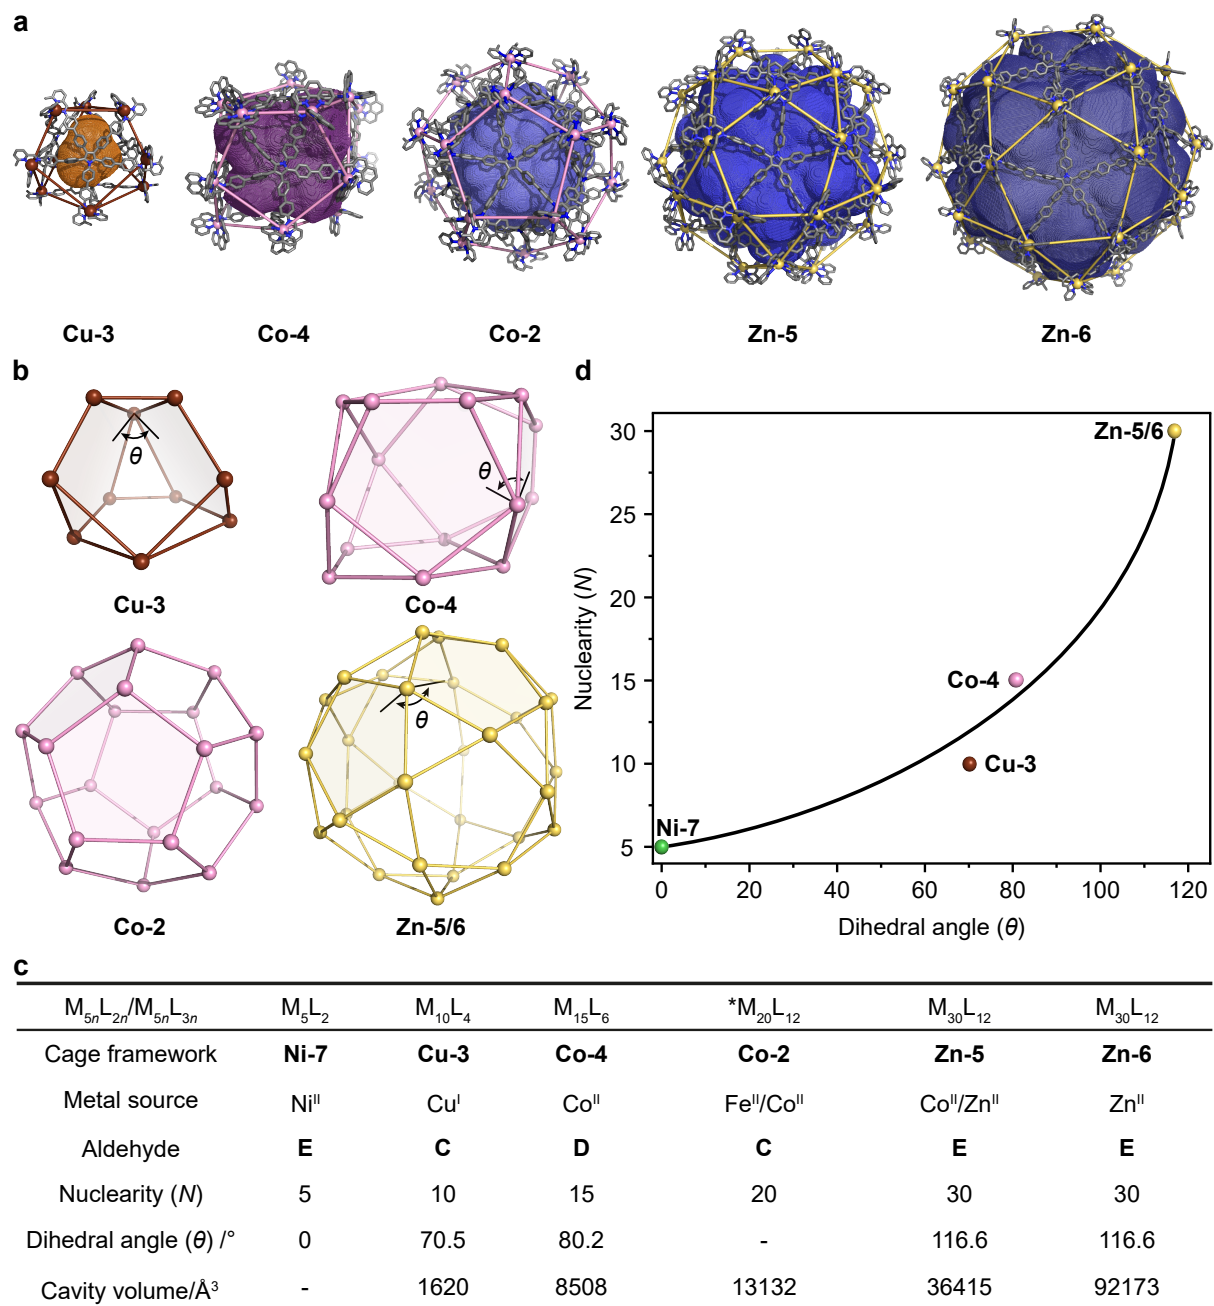 a
Cu-3 Co-4 Co-2 Zn-5 Zn-6
b
θ
θ
Cu-3 Co-4
θ
Co-2 Zn-5/6
d
Nuclearity (N)
30
25
20
15
10
5
Zn-5/6
Co-4
Cu-3
Ni-7
0 20 40 60 80 100 120
Dihedral angle (θ)
c
M5nL2n/M5nL3n M5L2 M10L4 M15L6 *M20L12 M30L12 M30L12
Cage framework Ni-7 Cu-3 Co-4 Co-2 Zn-5 Zn-6
Metal source Niᴵᴵ Cuᴵ Coᴵᴵ Feᴵᴵ/Coᴵᴵ Coᴵᴵ/Znᴵᴵ Znᴵᴵ
Aldehyde E C D C E E
Nuclearity (N) 5 10 15 20 30 30
Dihedral angle (θ) /° 0 70.5 80.2 - 116.6 116.6
Cavity volume/Å³ - 1620 8508 13132 36415 92173